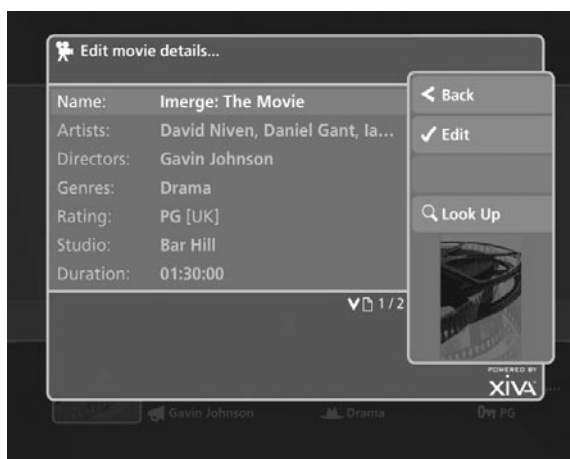 Edit movie details...
Name: Imerge: The Movie
Artists: David Niven, Daniel Gant, Ia...
Directors: Gavin Johnson
Genres: Drama
Rating: PG [UK]
Studio: Bar Hill
Duration: 01:30:00
1 / 2
Back
Edit
Look Up
POWERED BY
XiVA
Gavin Johnson Drama PG